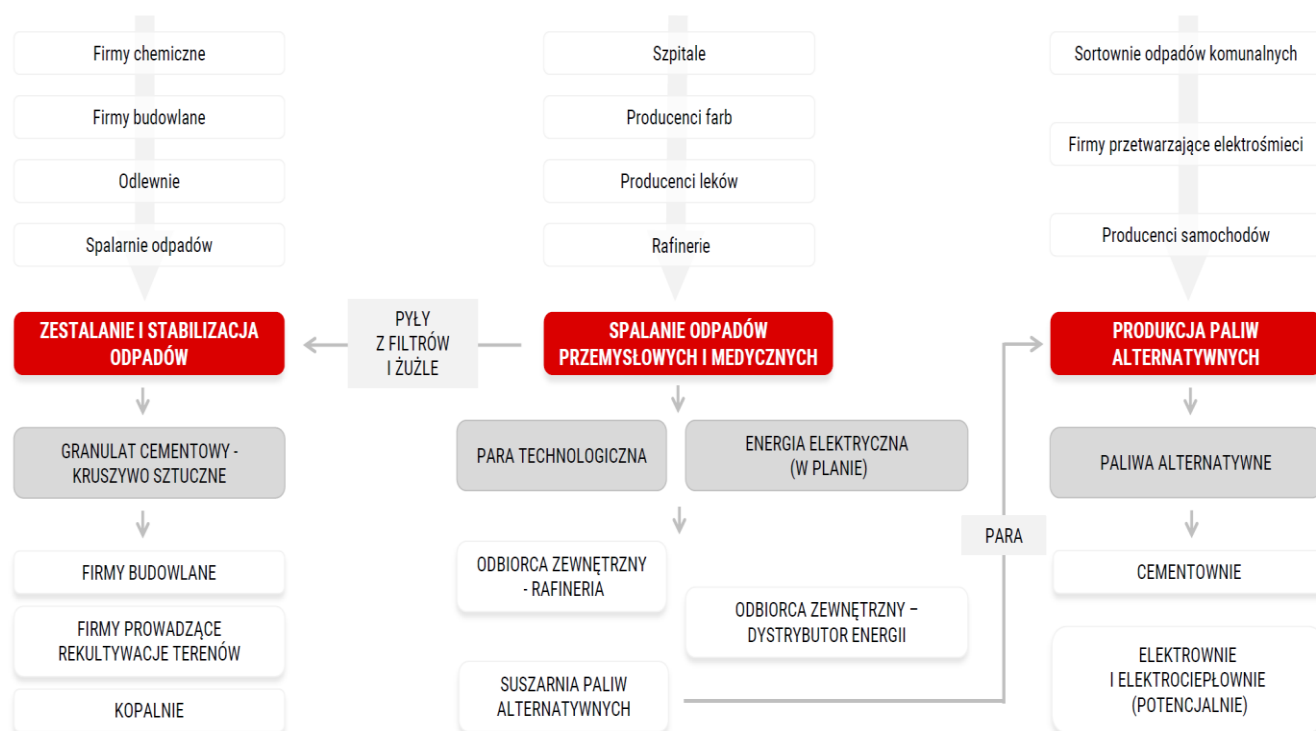 Firmy chemiczne
Firmy budowlane
Odlewnie
Spalarnie odpadów
ZESTALANIE I STABILIZACJA
ODPADÓW
GRANULAT CEMENTOWY -
KRUSZYWO SZTUCZNE
FIRMY BUDOWLANE
FIRMY PROWADZĄCE
REKULTYWACJE TERENÓW
KOPALNIE
PYŁY
Z FILTRÓW
I ŻUŻLE
Szpitale
Producenci farb
Producenci leków
Rafinerie
SPALANIE ODPADÓW
PRZEMYSŁOWYCH I MEDYCZNYCH
PARA TECHNOLOGICZNA
ENERGIA ELEKTRYCZNA
(W PLANIE)
ODBIORCA ZEWNĘTRZNY
- RAFINERIA
ODBIORCA ZEWNĘTRZNY –
DYSTRYBUTOR ENERGII
SUSZARNIA PALIW
ALTERNATYWNYCH
PARA
Sortownie odpadów komunalnych
Firmy przetwarzające elektrośmieci
Producenci samochodów
PRODUKCJA PALIW
ALTERNATYWNYCH
PALIWA ALTERNATYWNE
CEMENTOWNIE
ELEKTROWNIE
I ELEKTROCIEPŁOWNIE
(POTENCJALNIE)